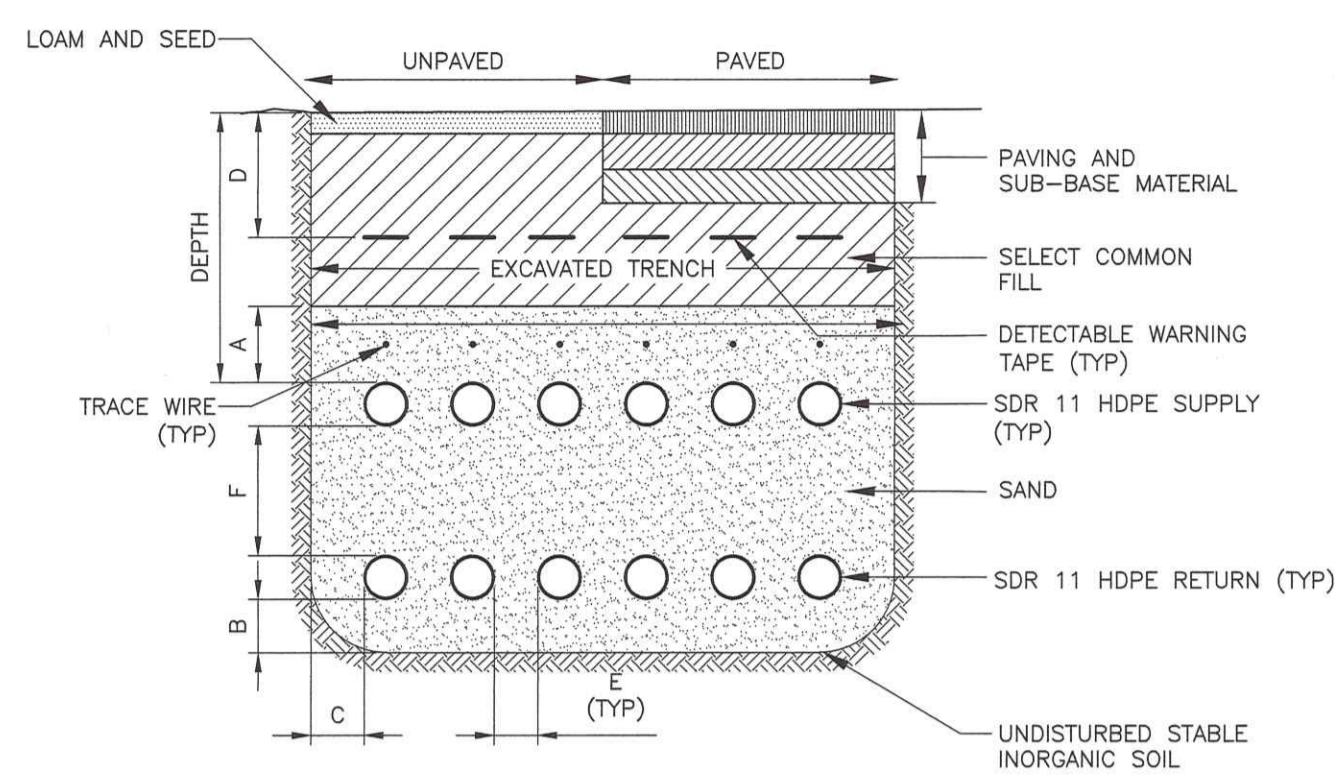 LOAM AND SEED
UNPAVED
PAVED
PAVING AND
SUB-BASE MATERIAL
D
DEPTH
SELECT COMMON
FILL
EXCAVATED TRENCH
A
DETECTABLE WARNING
TAPE (TYP)
TRACE WIRE
(TYP)
SDR 11 HDPE SUPPLY
(TYP)
F
SAND
SDR 11 HDPE RETURN (TYP)
B
C
E
(TYP)
UNDISTURBED STABLE
INORGANIC SOIL